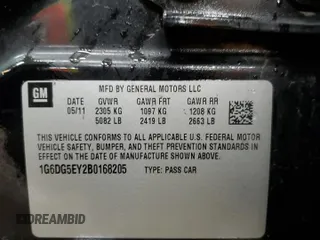 GM
MFD BY GENERAL MOTORS LLC
DATE GVWR GAWR FRT GAWR RR
05/11 2305 KG 1097 KG 1208 KG
5082 LB 2419 LB 2663 LB
THIS VEHICLE CONFORMS TO ALL APPLICABLE U.S. FEDERAL MOTOR
VEHICLE SAFETY, BUMPER, AND THEFT PREVENTION STANDARDS
IN EFFECT ON THE DATE OF MANUFACTURE SHOWN ABOVE.
1G6DG5EY2B0168205 TYPE: PASS CAR
DREAMBID